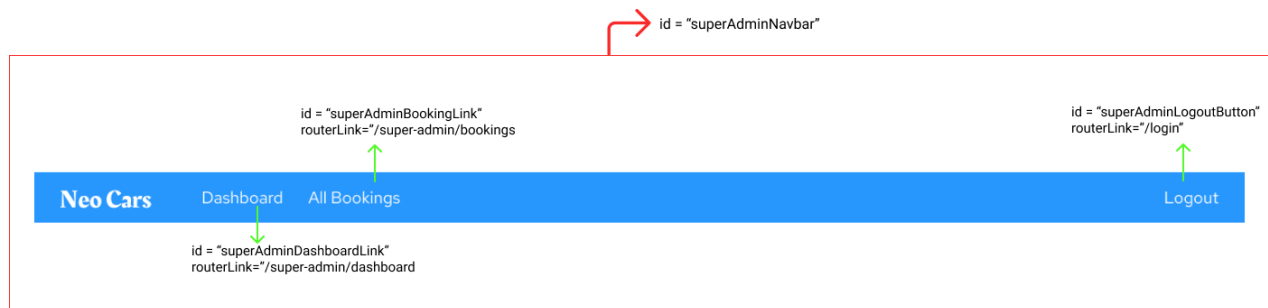 id = “superAdminNavbar”
id = “superAdminBookingLink”
routerLink=”/super-admin/bookings
id = “superAdminLogoutButton”
routerLink=”/login”
Neo Cars Dashboard All Bookings Logout
id = “superAdminDashboardLink”
routerLink=”/super-admin/dashboard